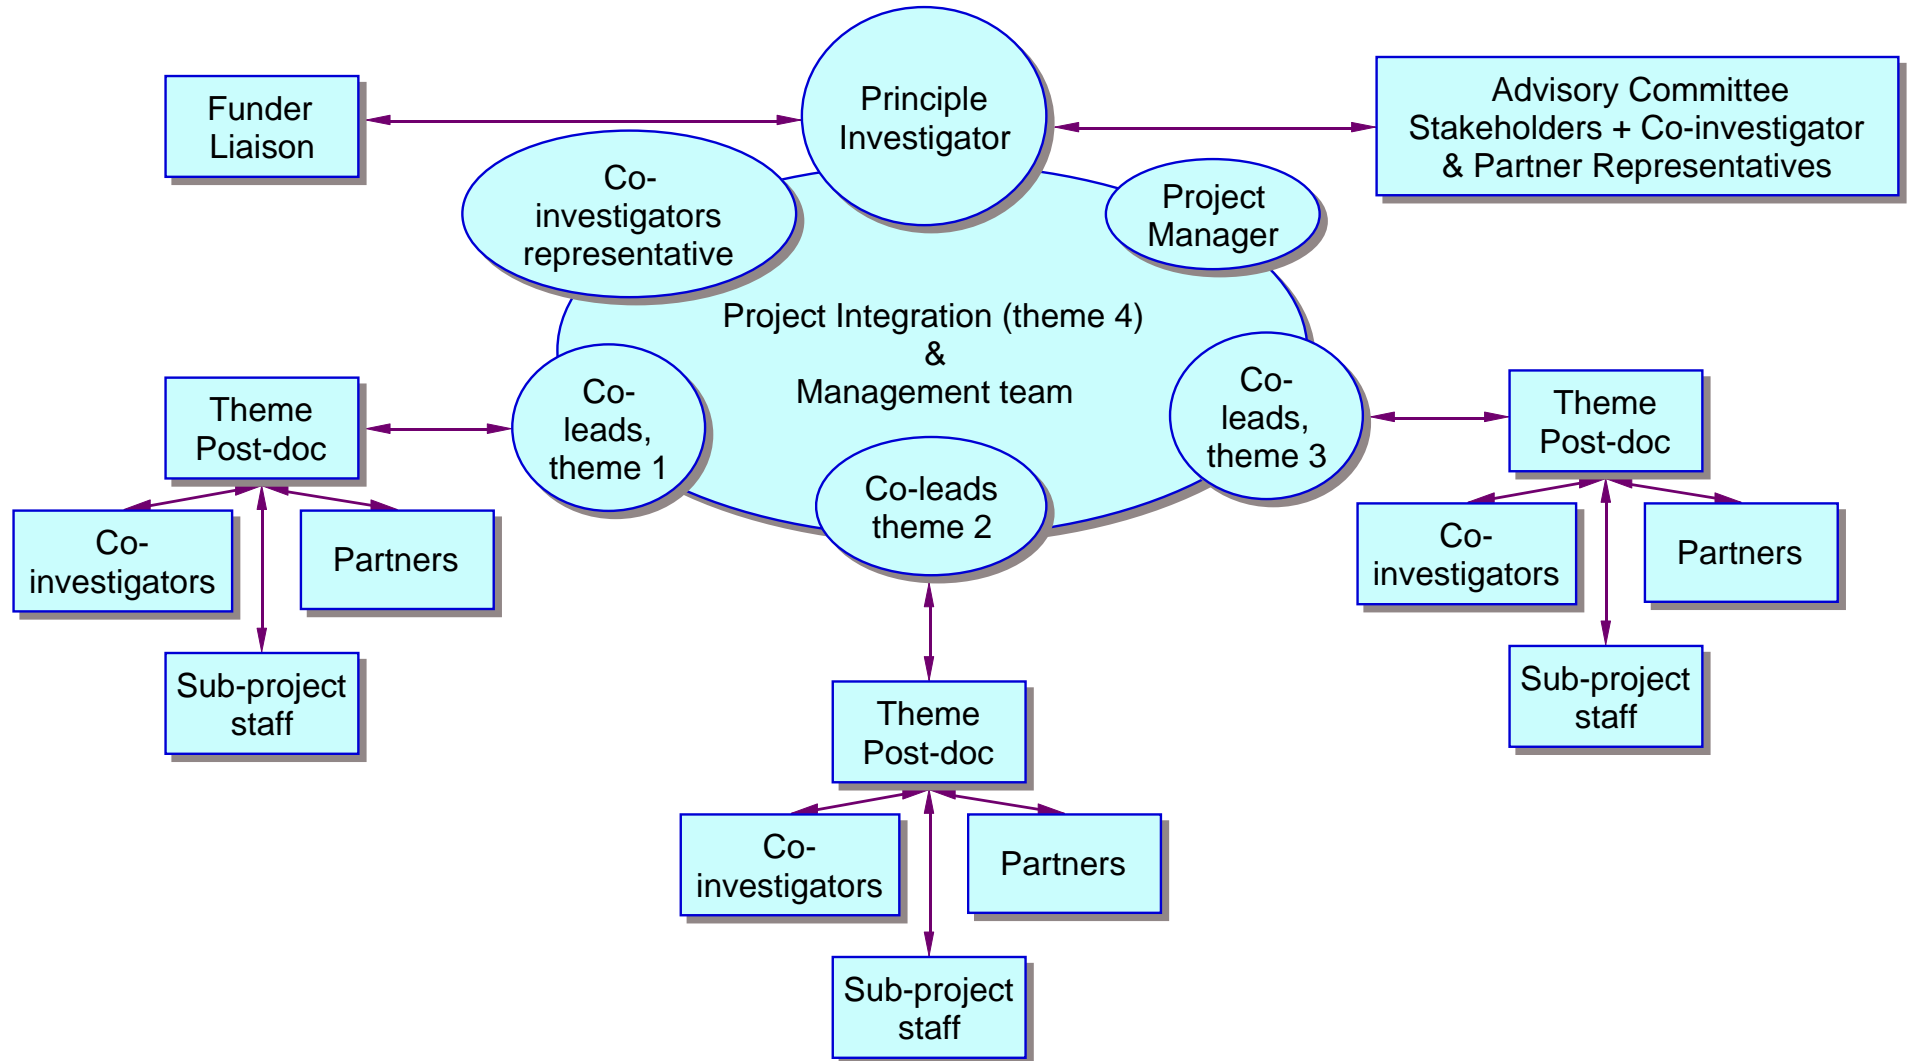 Funder
Liaison
Principle
Investigator
Advisory Committee
Stakeholders + Co-investigator
& Partner Representatives
Co-
investigators
representative
Project
Manager
Project Integration (theme 4)
&
Management team
Co-
leads,
theme 1
Co-leads
theme 2
Co-
leads,
theme 3
Theme
Post-doc
Co-
investigators
Partners
Sub-project
staff
Theme
Post-doc
Co-
investigators
Partners
Sub-project
staff
Theme
Post-doc
Co-
investigators
Partners
Sub-project
staff